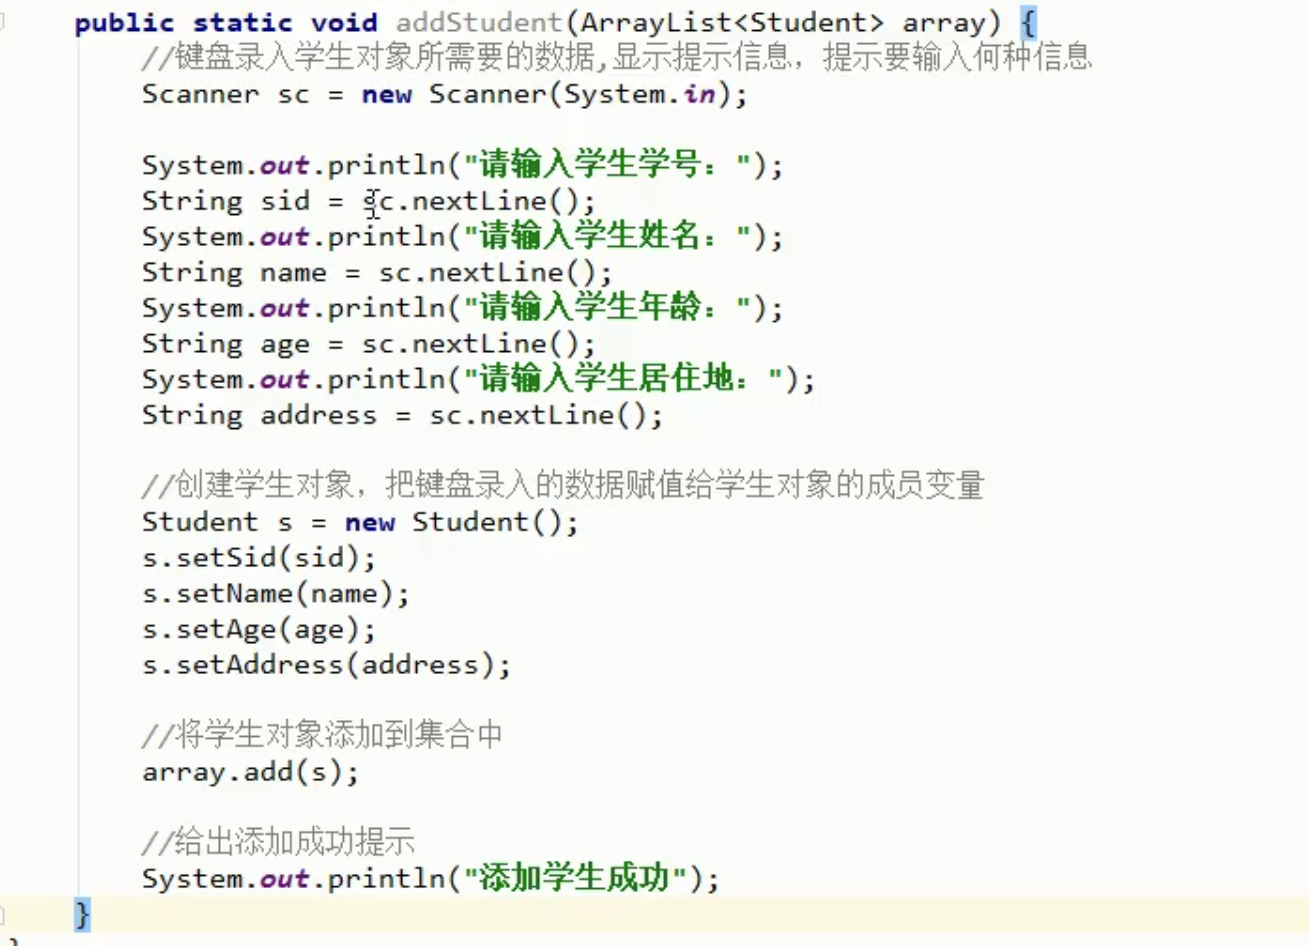 public static void addStudent(ArrayList<Student> array) {
//键盘录入学生对象所需要的数据,显示提示信息，提示要输入何种信息
Scanner sc = new Scanner(System.in);
System.out.println("请输入学生学号：");
String sid = sc.nextLine();
System.out.println("请输入学生姓名：");
String name = sc.nextLine();
System.out.println("请输入学生年龄：");
String age = sc.nextLine();
System.out.println("请输入学生居住地：");
String address = sc.nextLine();
//创建学生对象，把键盘录入的数据赋值给学生对象的成员变量
Student s = new Student();
s.setSid(sid);
s.setName(name);
s.setAge(age);
s.setAddress(address);
//将学生对象添加到集合中
array.add(s);
//给出添加成功提示
System.out.println("添加学生成功");
}
}